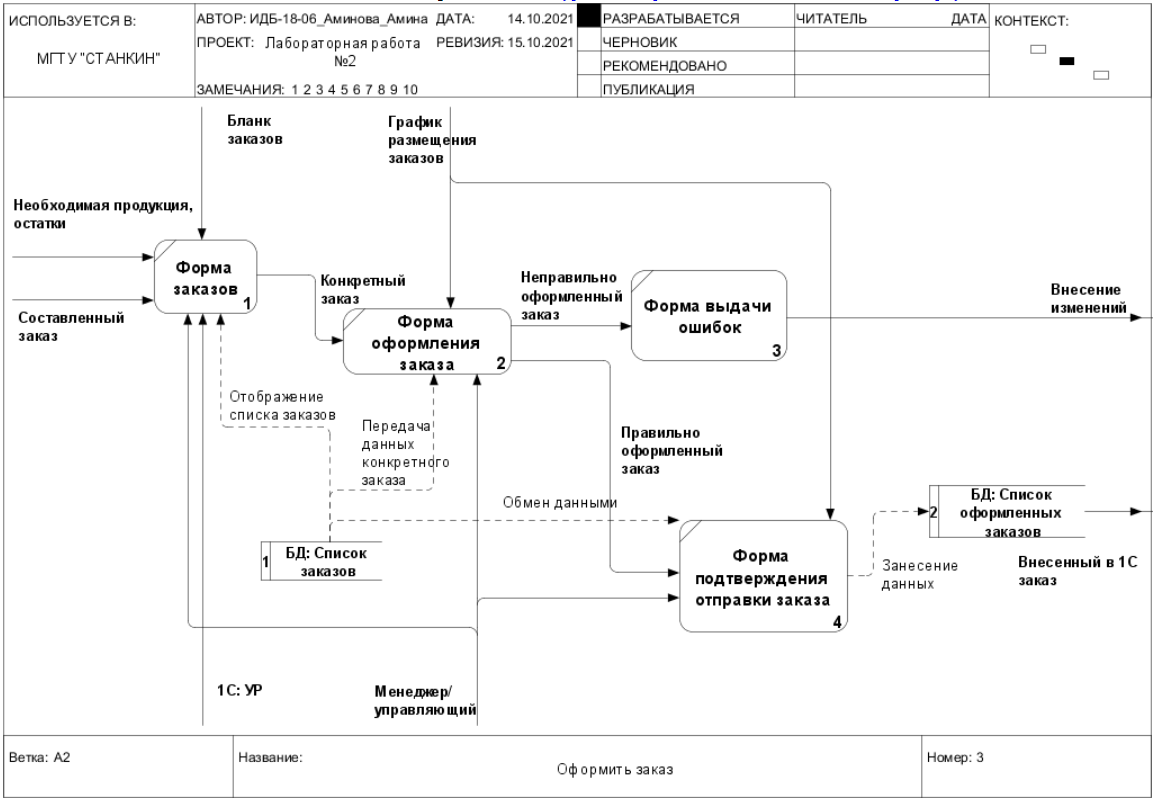 ИСПОЛЬЗУЕТСЯ В:
МГТУ "СТАНКИН"
АВТОР: ИДБ-18-06_Аминова_Амина ДАТА: 14.10.2021
ПРОЕКТ: Лабораторная работа РЕВИЗИЯ: 15.10.2021
№2
ЗАМЕЧАНИЯ: 1 2 3 4 5 6 7 8 9 10
РАЗРАБАТЫВАЕТСЯ
ЧЕРНОВИК
РЕКОМЕНДОВАНО
ПУБЛИКАЦИЯ
ЧИТАТЕЛЬ ДАТА
КОНТЕКСТ:
Бланк
заказов
График
размещения
заказов
Необходимая продукция,
остатки
Составленный
заказ
Форма
заказов
1
Конкретный
заказ
Форма
оформления
заказа 2
Неправильно
оформленный
заказ
Форма выдачи
ошибок
3
Внесение
изменений
Отображение
списка заказов
Передача
данных
конкретного
заказа
Правильно
оформленный
заказ
Обмен данными
1
БД: Список
заказов
Форма
подтверждения
отправки заказа
4
Занесение
данных
2
БД: Список
оформленных
заказов
Внесенный в 1С
заказ
1С: УР
Менеджер/
управляющий
Ветка: A2
Название:
Оформить заказ
Номер: 3